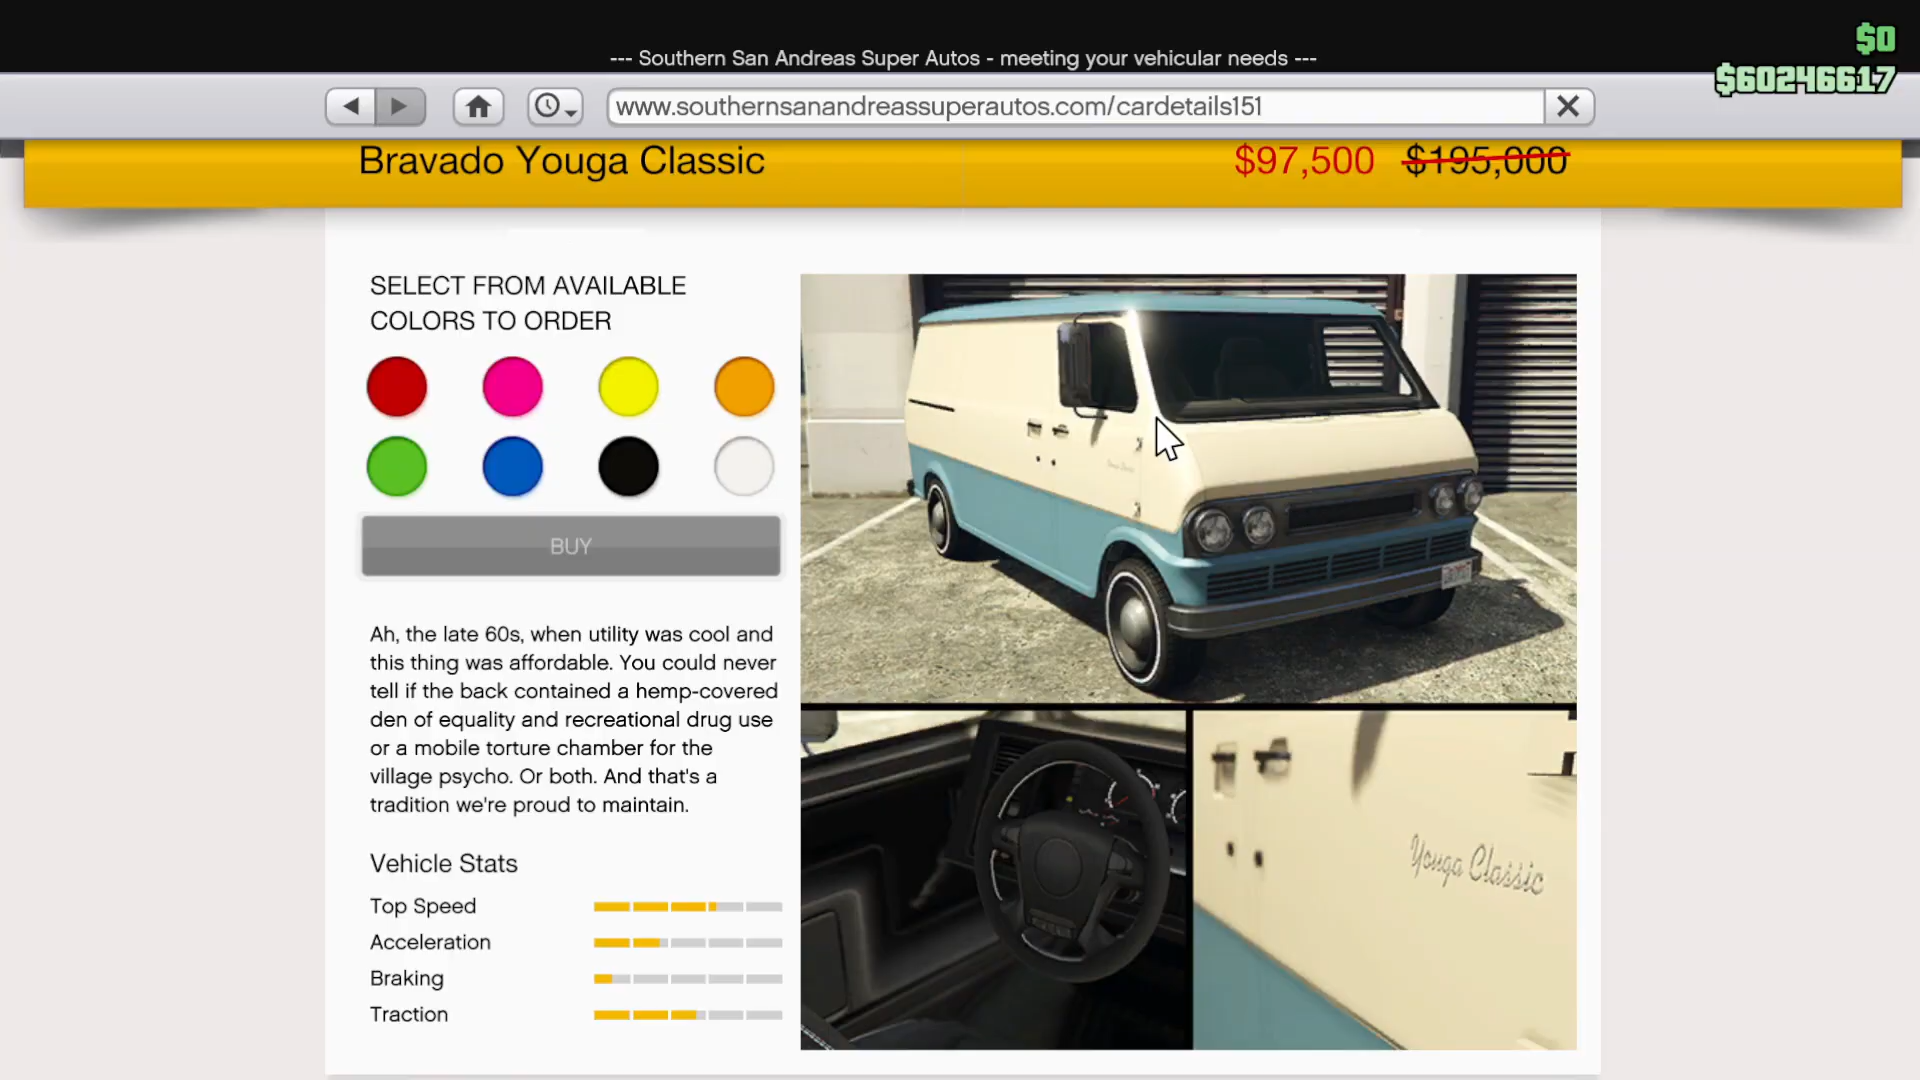 --- Southern San Andreas Super Autos - meeting your vehicular needs ---
$0
$60246617
www.southernsanandreassuperautos.com/cardetails151
Bravado Youga Classic
$97,500 $195,000
SELECT FROM AVAILABLE
COLORS TO ORDER
BUY
Ah, the late 60s, when utility was cool and
this thing was affordable. You could never
tell if the back contained a hemp-covered
den of equality and recreational drug use
or a mobile torture chamber for the
village psycho. Or both. And that's a
tradition we're proud to maintain.
Vehicle Stats
Top Speed
Acceleration
Braking
Traction
Youga Classic